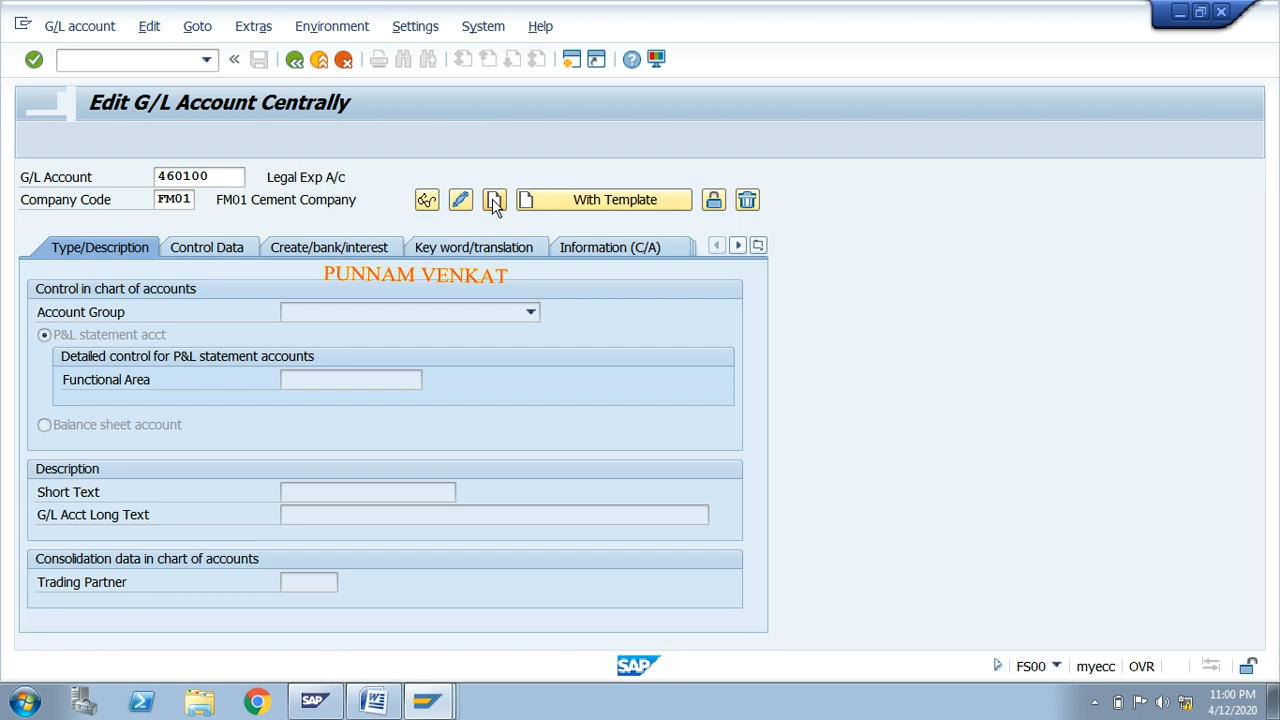 G/L account Edit Goto Extras Environment Settings System Help
Edit G/L Account Centrally
G/L Account 460100 Legal Exp A/c
Company Code FM01 FM01 Cement Company With Template
Type/Description Control Data Create/bank/interest Key word/translation Information (C/A)
PUNNAM VENKAT
Control in chart of accounts
Account Group
P&L statement acct
Detailed control for P&L statement accounts
Functional Area
Balance sheet account
Description
Short Text
G/L Acct Long Text
Consolidation data in chart of accounts
Trading Partner
SAP FS00 myecc OVR
SAP 11:00 PM
4/12/2020